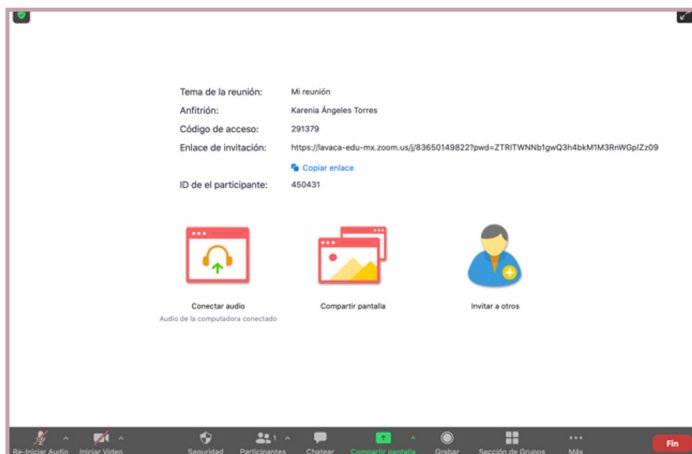 Tema de la reunión: Mi reunión
Anfitrión: Karenia Ángeles Torres
Código de acceso: 291379
Enlace de invitación: https://lavaca-edu-mx.zoom.us/j/83650149822?pwd=ZTRlTWNNb1gwQ3h4bkM1M3RnWGplZz09
Copiar enlace
ID de el participante: 450431
Conectar audio Compartir pantalla Invitar a otros
Audio de la computadora conectado
Re-Iniciar Audio Iniciar Video Seguridad Participantes 1 Chatear Compartir pantalla Grabar Sección de Grupos Más Fin